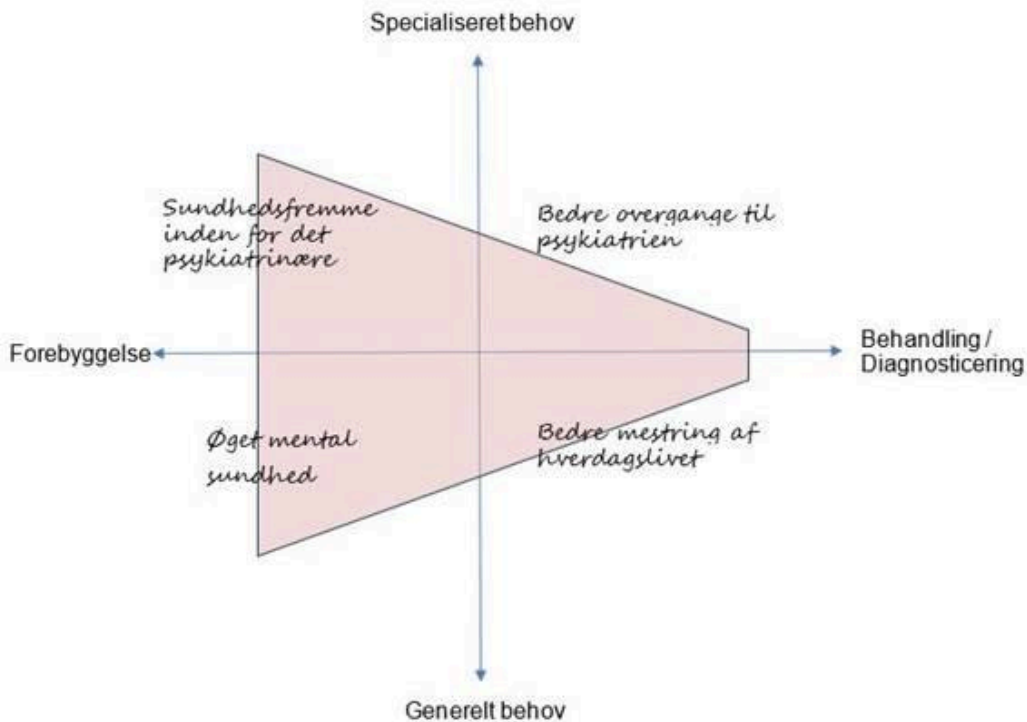 Specialiseret behov
Sundhedsfremme
inden for det
psykiatrinære
Bedre overgange til
psykiatrien
Forebyggelse
Behandling /
Diagnosticering
Øget mental
sundhed
Bedre mestring af
hverdagslivet
Generelt behov